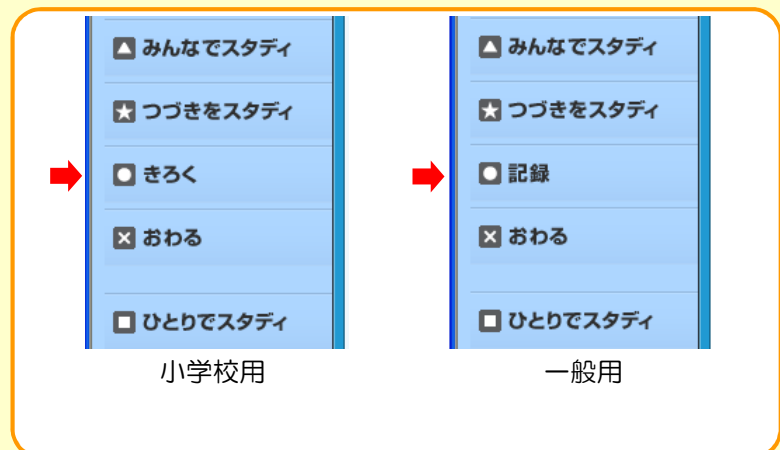 みんなでスタディ
つづきをスタディ
きろく
おわる
ひとりでスタディ
小学校用
みんなでスタディ
つづきをスタディ
記録
おわる
ひとりでスタディ
一般用